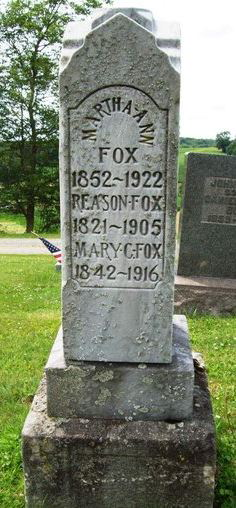 MARTHA-ANN
FOX
1852~1922
REASON-FOX
1821~1905
MARY-C-FOX
1842~1916